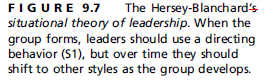 FIGURE 9.7 The Hersey-Blanchard's
situational theory of leadership. When the
group forms, leaders should use a directing
behavior (S1), but over time they should
shift to other styles as the group develops.